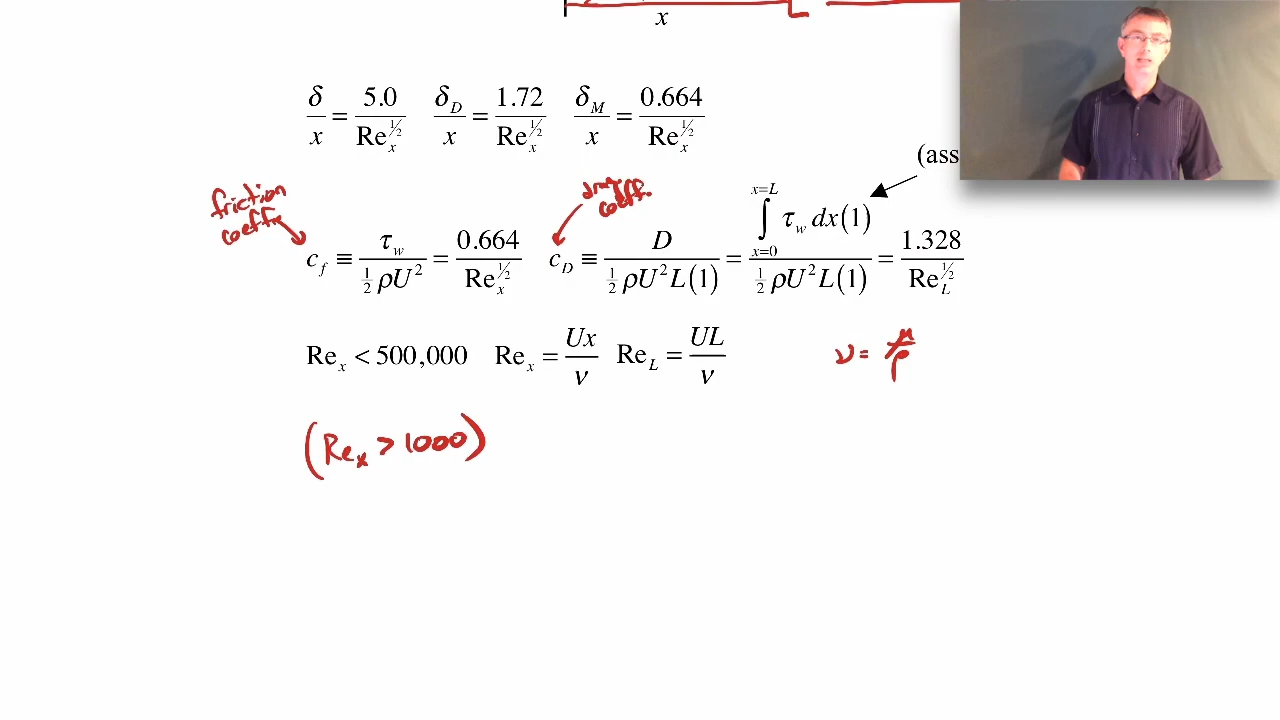 L
x
δ/x = 5.0/Re_x^½ δ_D/x = 1.72/Re_x^½ δ_M/x = 0.664/Re_x^½
(ass
friction coeff.
drag coeff.
c_f ≡ τ_w/(½ρU²) = 0.664/Re_x^½ c_D ≡ D/(½ρU²L(1)) = ∫_{x=0}^{x=L} τ_w dx(1)/(½ρU²L(1)) = 1.328/Re_L^½
Re_x < 500,000 Re_x = Ux/ν Re_L = UL/ν ν = μ/ρ
(Re_x > 1000)